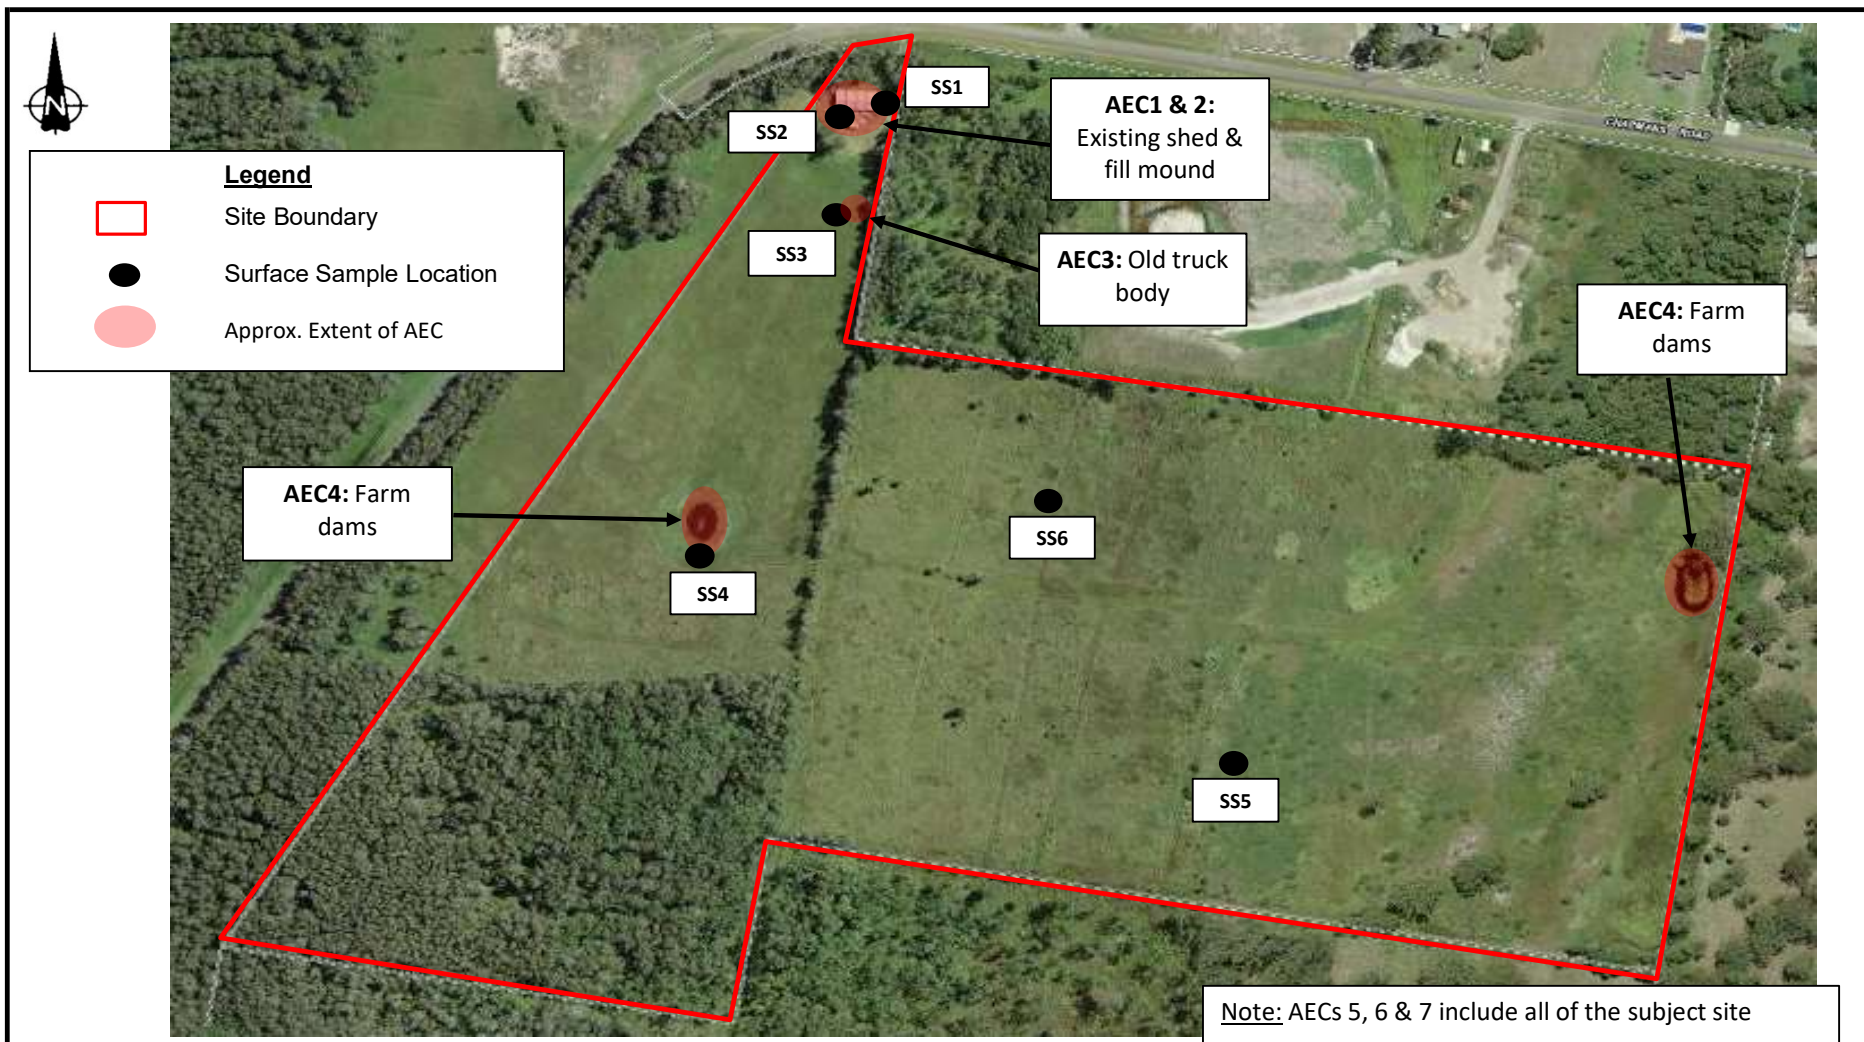 N
Legend
Site Boundary
Surface Sample Location
Approx. Extent of AEC
SS1
SS2
AEC1 & 2:
Existing shed &
fill mound
CHAPMANS ROAD
SS3
AEC3: Old truck
body
AEC4: Farm
dams
AEC4: Farm
dams
SS6
SS4
SS5
Note: AECs 5, 6 & 7 include all of the subject site